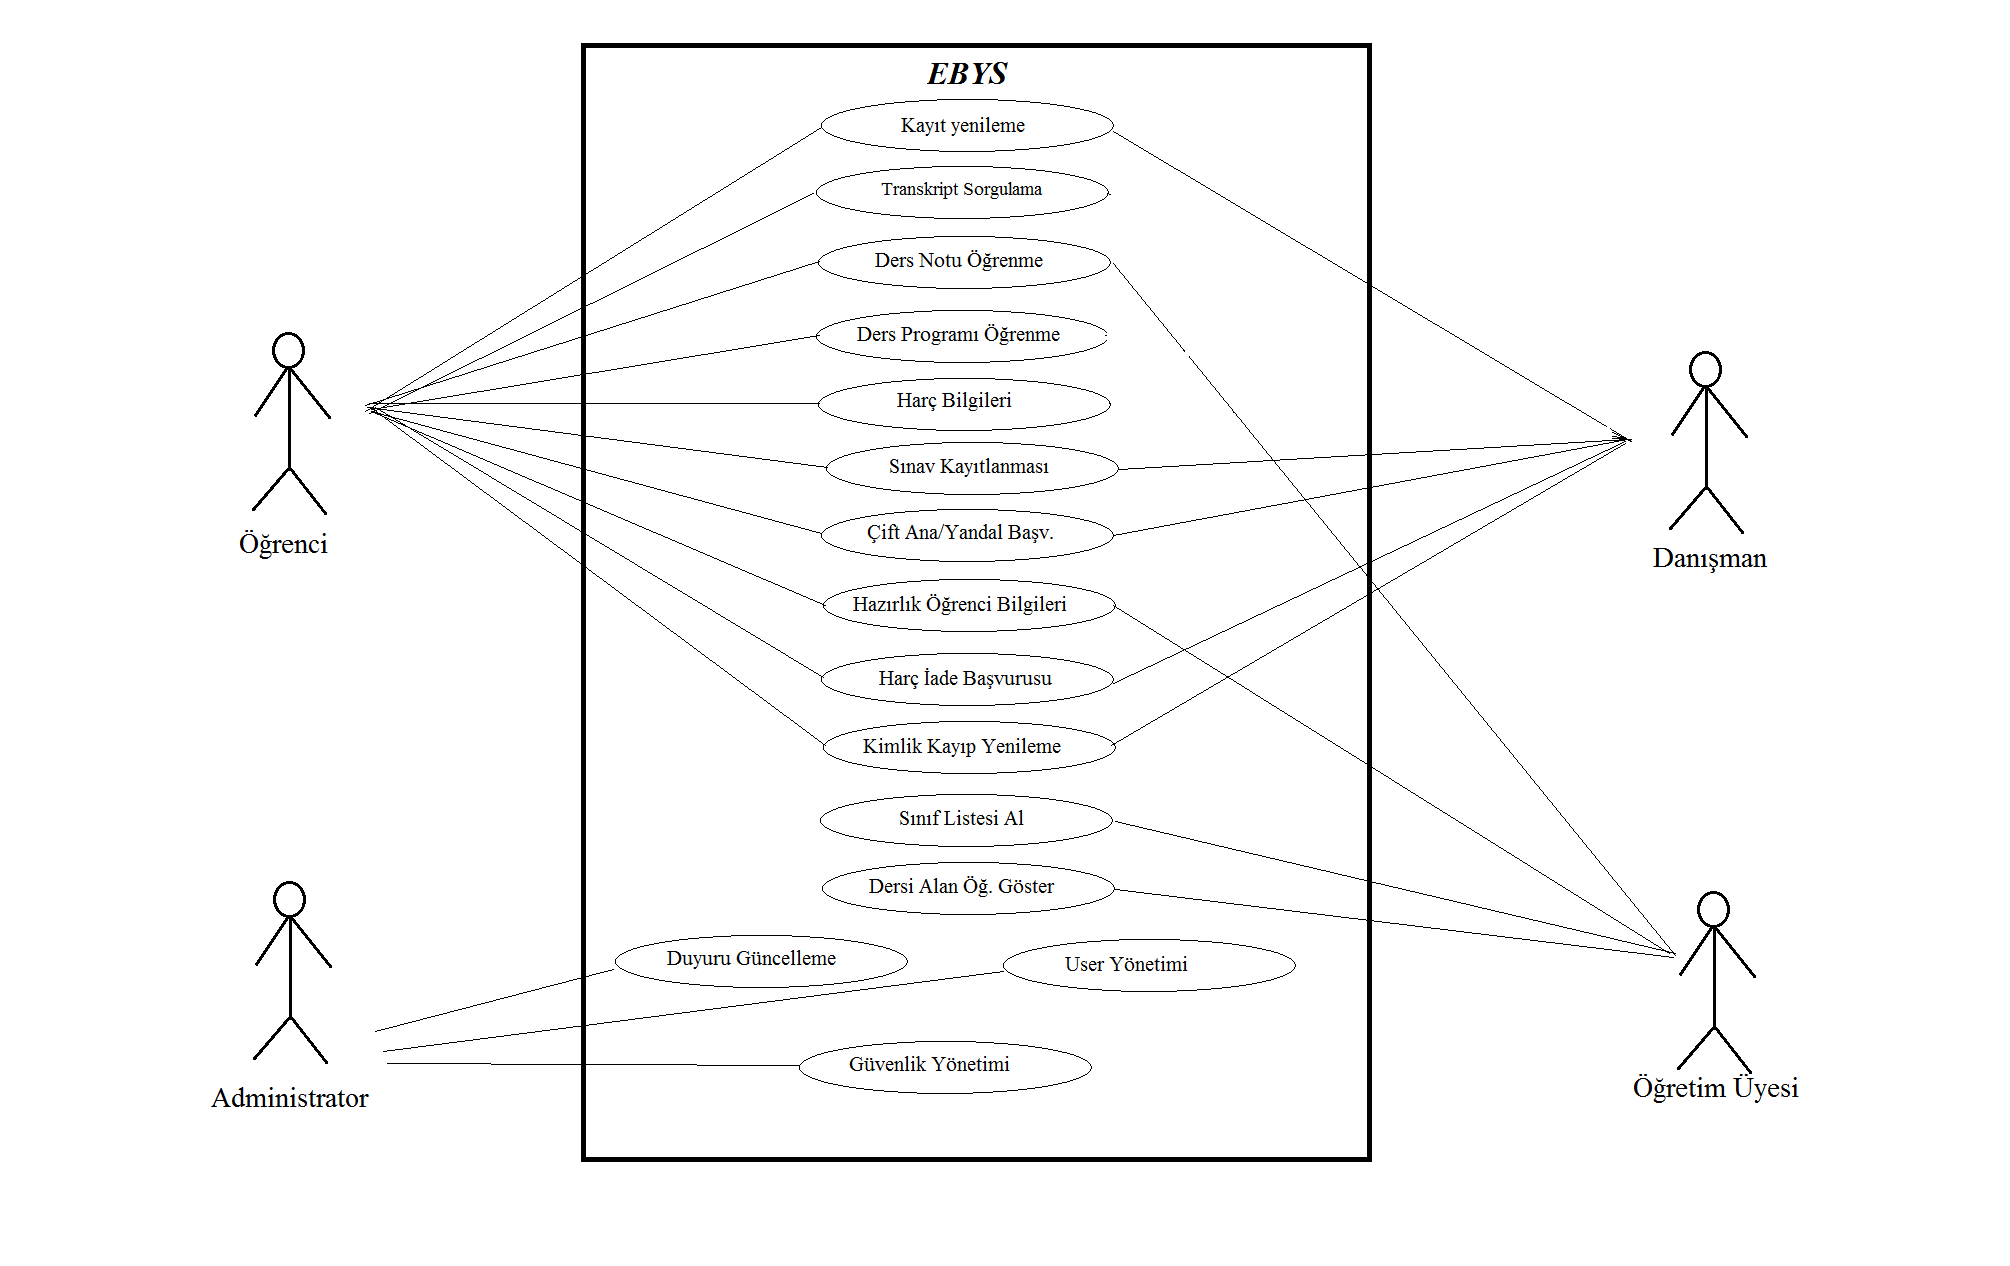 EBYS
Kayıt yenileme
Transkript Sorgulama
Ders Notu Öğrenme
Ders Programı Öğrenme
Harç Bilgileri
Sınav Kayıtlanması
Çift Ana/Yandal Başv.
Hazırlık Öğrenci Bilgileri
Harç İade Başvurusu
Kimlik Kayıp Yenileme
Sınıf Listesi Al
Dersi Alan Öğ. Göster
Duyuru Güncelleme
User Yönetimi
Güvenlik Yönetimi
Öğrenci
Danışman
Administrator
Öğretim Üyesi